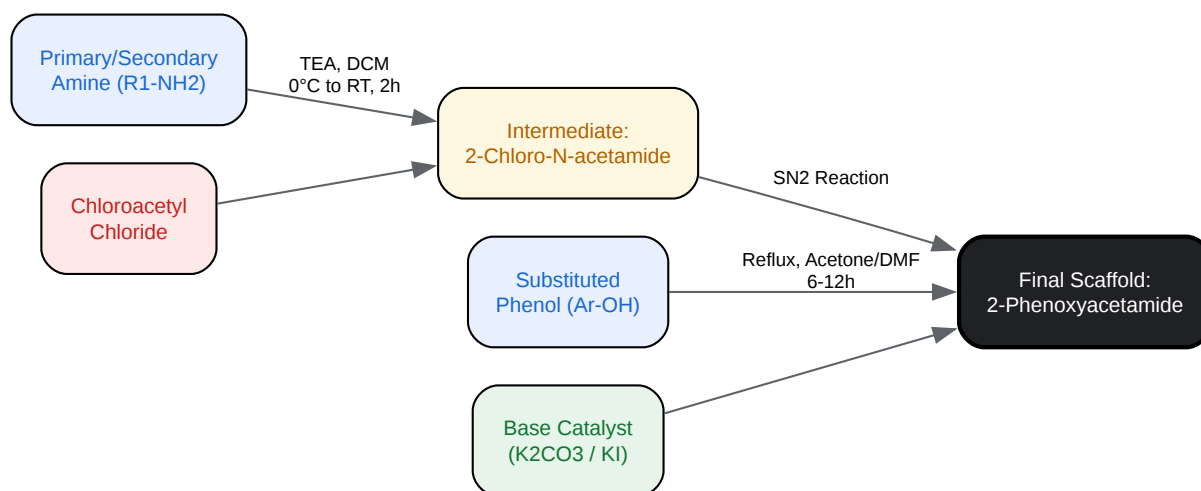 Primary/Secondary
Amine (R1-NH2)
TEA, DCM
0°C to RT, 2h
Chloroacetyl
Chloride
Intermediate:
2-Chloro-N-acetamide
SN2 Reaction
Substituted
Phenol (Ar-OH)
Reflux, Acetone/DMF
6-12h
Base Catalyst
(K2CO3 / KI)
Final Scaffold:
2-Phenoxyacetamide